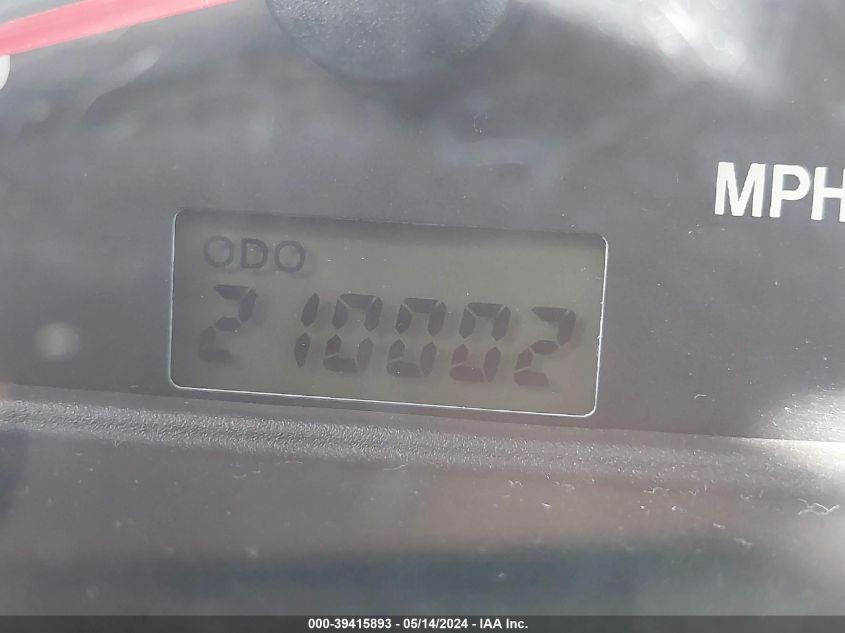 MPH
ODO
210002
000-39415893 - 05/14/2024 - IAA Inc.